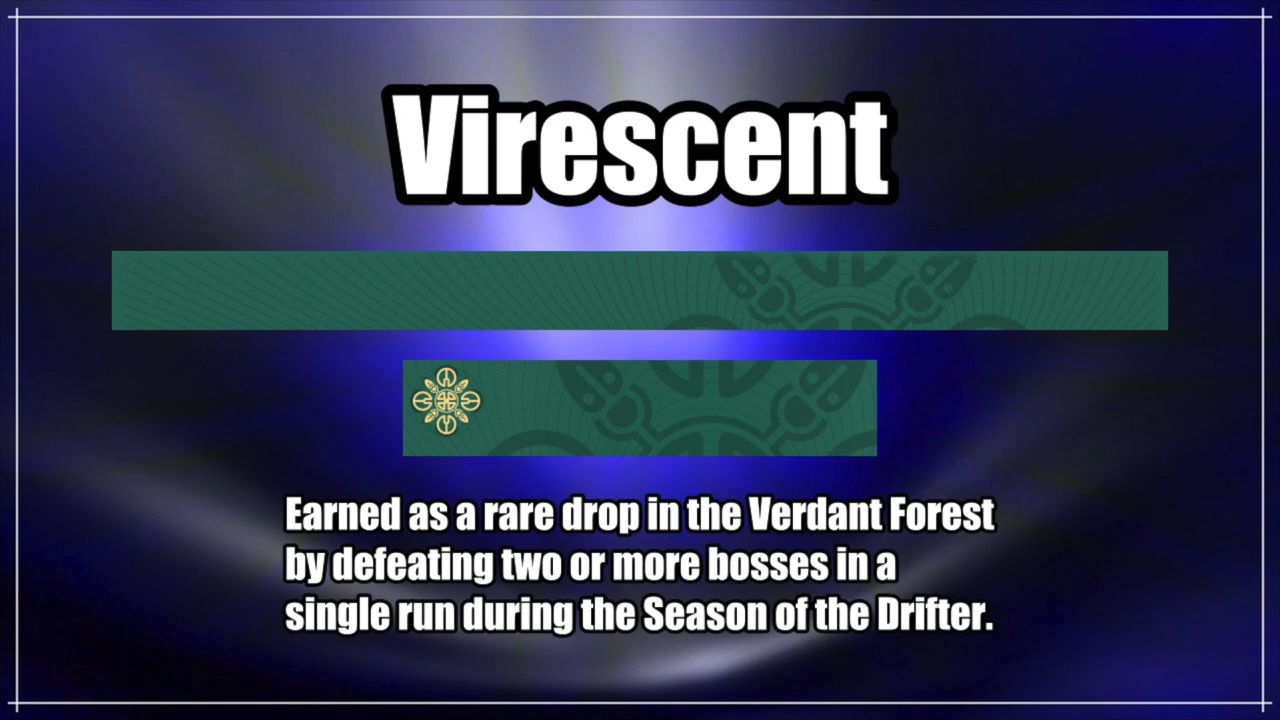 Virescent
Earned as a rare drop in the Verdant Forest
by defeating two or more bosses in a
single run during the Season of the Drifter.